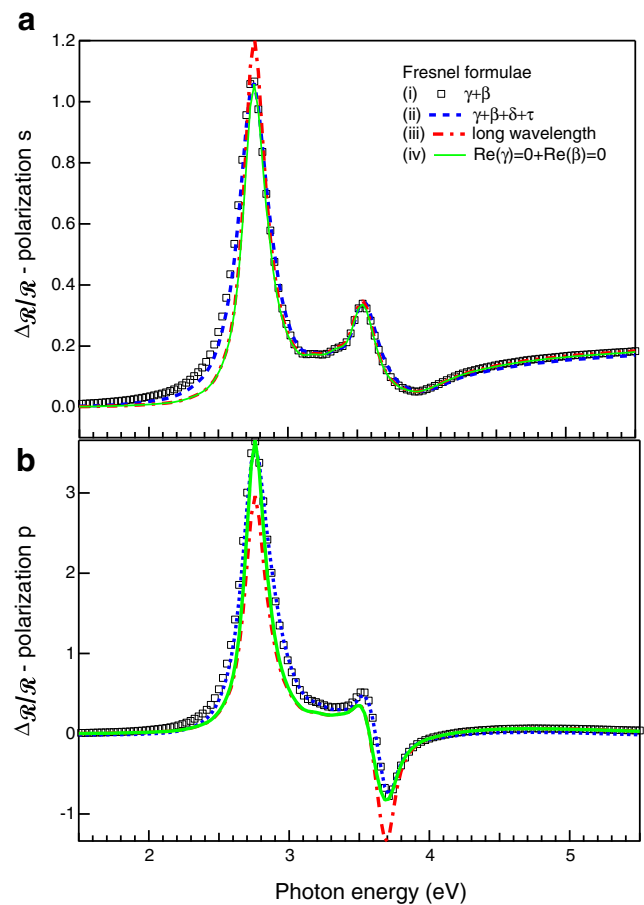 a
1.2
1.0
0.8
0.6
0.4
0.2
0.0
Δℛ/ℛ - polarization s
Fresnel formulae
(i) γ+β
(ii) γ+β+δ+τ
(iii) long wavelength
(iv) Re(γ)=0+Re(β)=0
b
3
2
1
0
-1
Δℛ/ℛ - polarization p
2 3 4 5
Photon energy (eV)